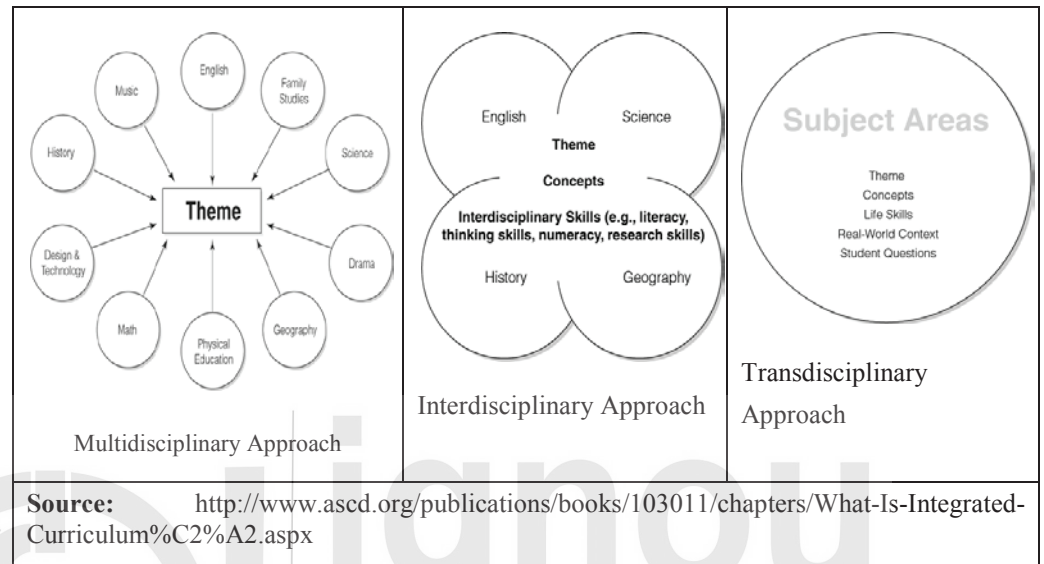 English
Music
Family
Studies
History
Science
Theme
Design &
Technology
Drama
Math
Physical
Education
Geography
Multidisciplinary Approach
English
Science
Theme
Concepts
Interdisciplinary Skills (e.g., literacy,
thinking skills, numeracy, research skills)
History
Geography
Interdisciplinary Approach
Subject Areas
Theme
Concepts
Life Skills
Real-World Context
Student Questions
Transdisciplinary
Approach
Source: http://www.ascd.org/publications/books/103011/chapters/What-Is-Integrated-
Curriculum%C2%A2.aspx
ignou